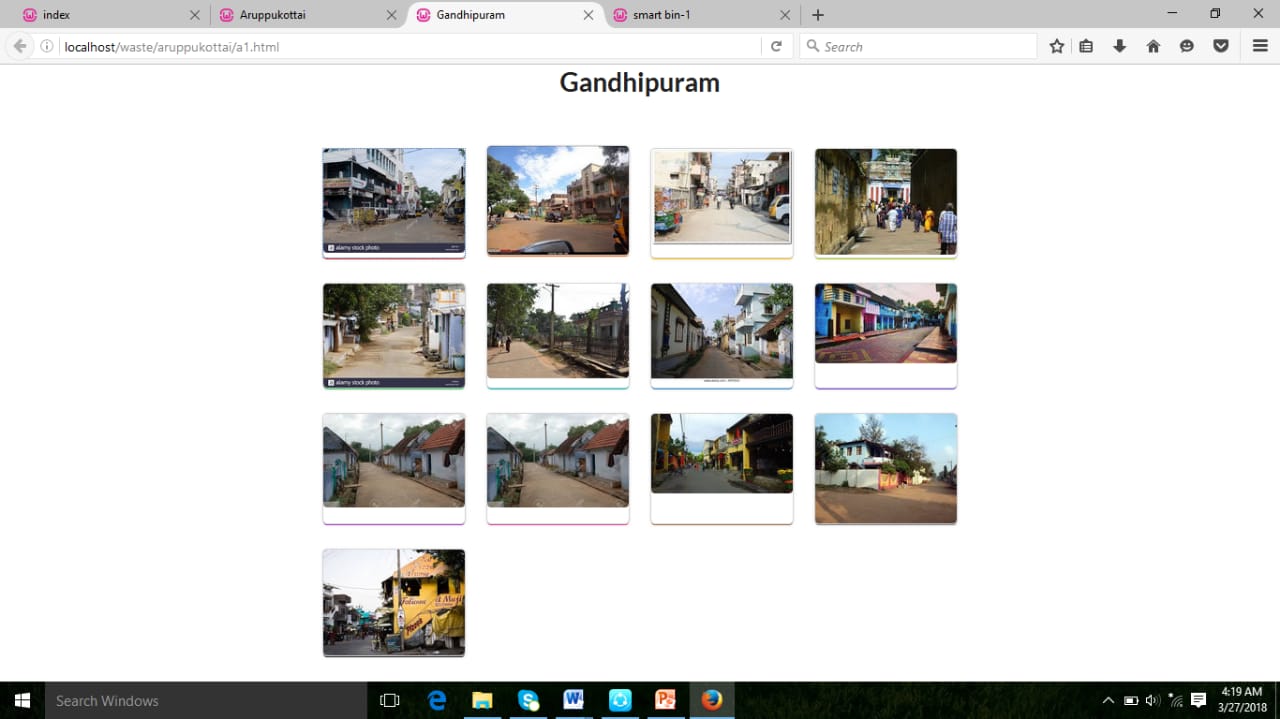 index
Aruppukottai
Gandhipuram
smart bin-1
localhost/waste/aruppukottai/a1.html
Search
Gandhipuram
alamy stock photo
alamy stock photo
Search Windows
4:19 AM
3/27/2018